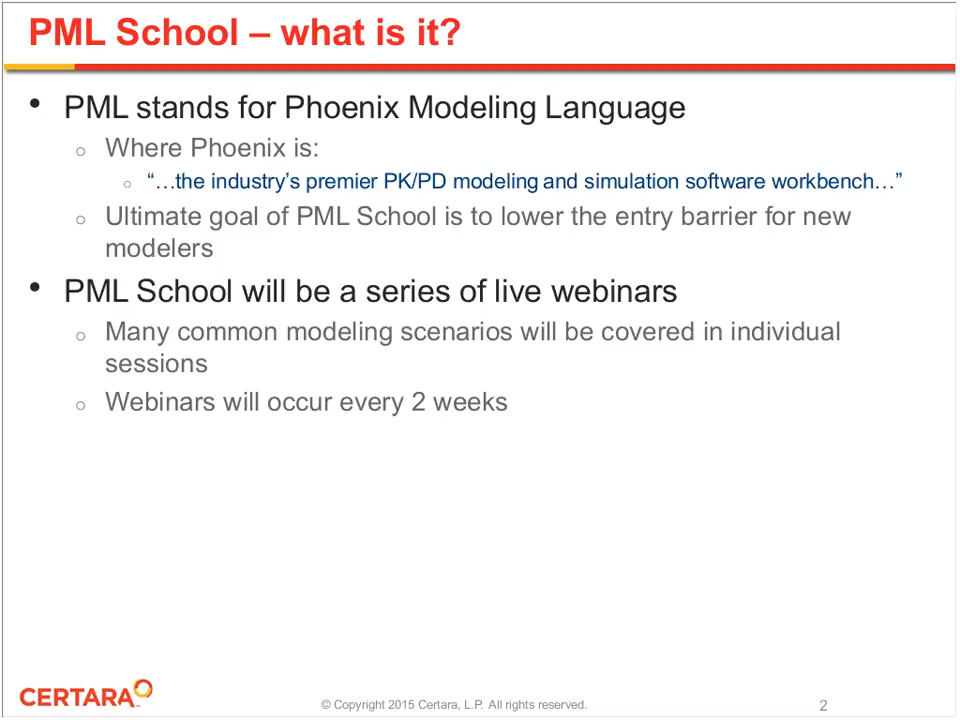 PML School – what is it?
• PML stands for Phoenix Modeling Language
○ Where Phoenix is:
○ “…the industry’s premier PK/PD modeling and simulation software workbench…”
○ Ultimate goal of PML School is to lower the entry barrier for new
modelers
• PML School will be a series of live webinars
○ Many common modeling scenarios will be covered in individual
sessions
○ Webinars will occur every 2 weeks
CERTARA
© Copyright 2015 Certara, L.P. All rights reserved.
2